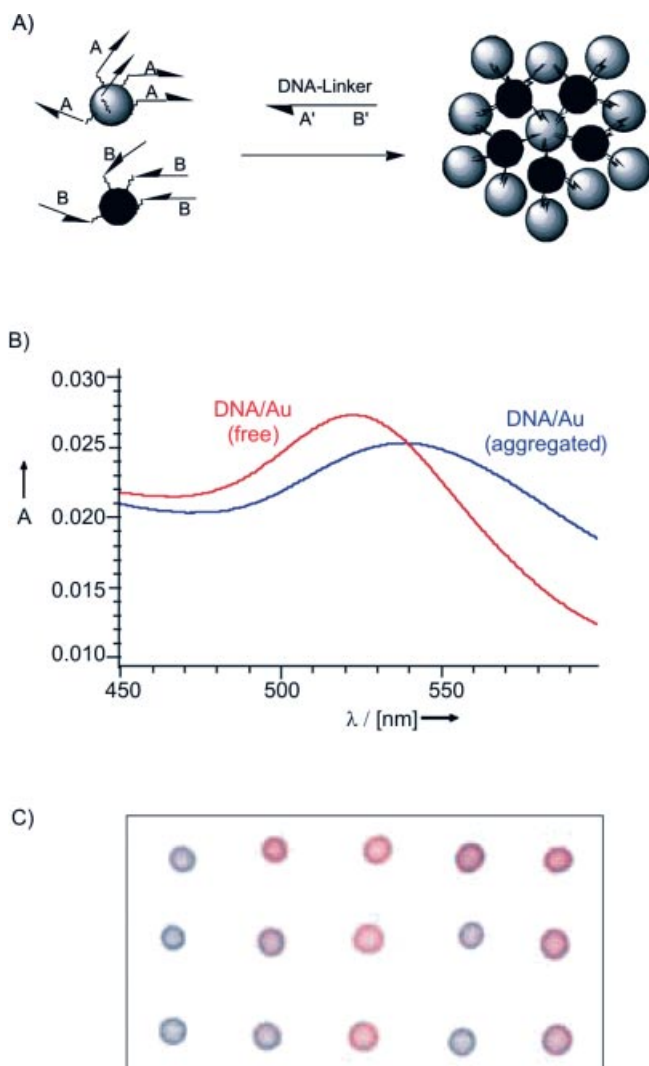 A)
A
A
A
A
B
B
B
B
DNA-Linker
A' B'
B)
0.030
0.025
0.020
0.015
0.010
A
DNA/Au
(free)
DNA/Au
(aggregated)
450 500 550
λ / [nm]
C)